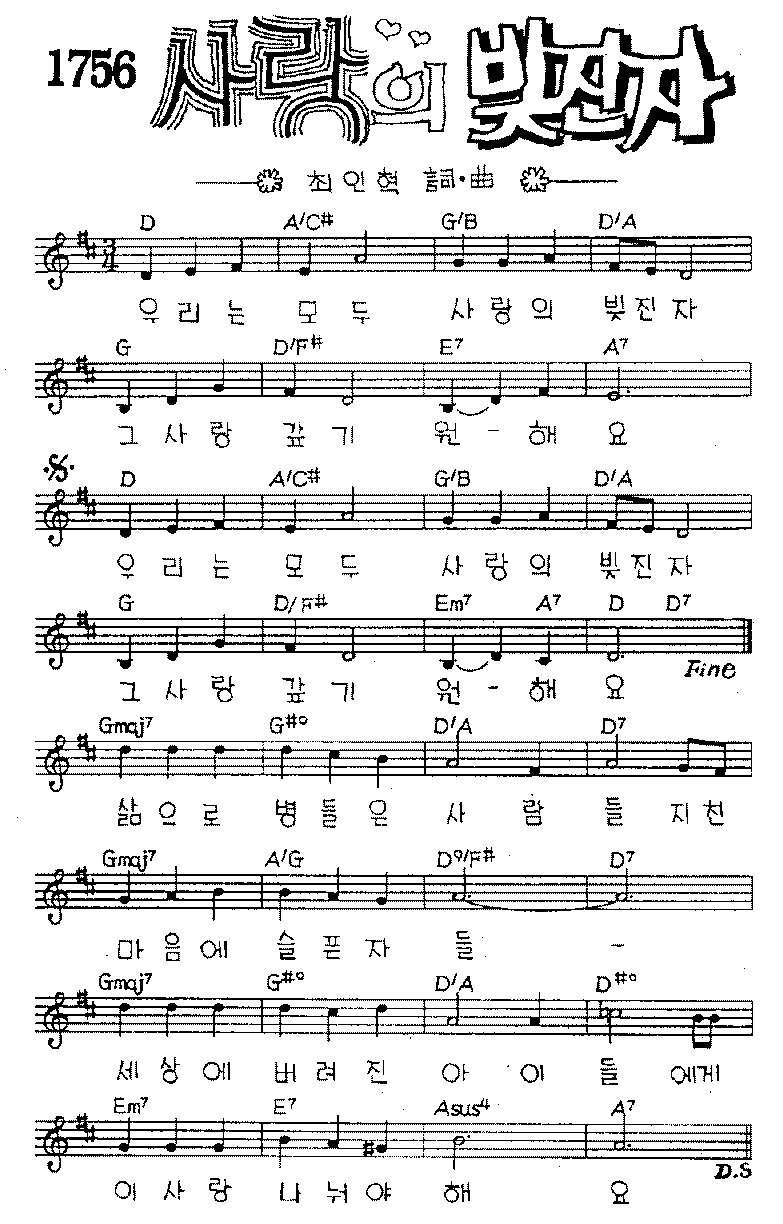 1756 사랑의 빚진자
최인혁 詞·曲
D A/C# G/B D/A
우리는 모두 사랑의 빚진자
G D/F# E7 A7
그사랑 갚기 원-해요
D A/C# G/B D/A
우리는 모두 사랑의 빚진자
G D/F# Em7 A7 D D7
Fine
그사랑 갚기 원-해요
Gmaj7 G#° D/A D7
삶으로 병들은 사람들 지친
Gmaj7 A/G D9/F# D7
마음에 슬픈자들 -
Gmaj7 G#° D/A D#°
세상에 버려진 아이들에게
Em7 E7 Asus4 A7
D.S
이사랑 나눠야해요